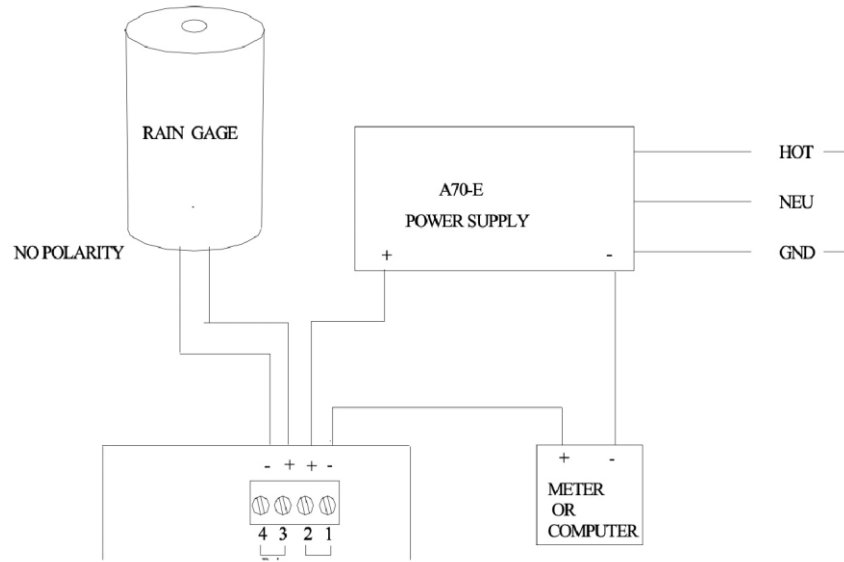 RAIN GAGE
NO POLARITY
A70-E
POWER SUPPLY
+ -
HOT
NEU
GND
- + + -
4 3 2 1
+ -
METER
OR
COMPUTER